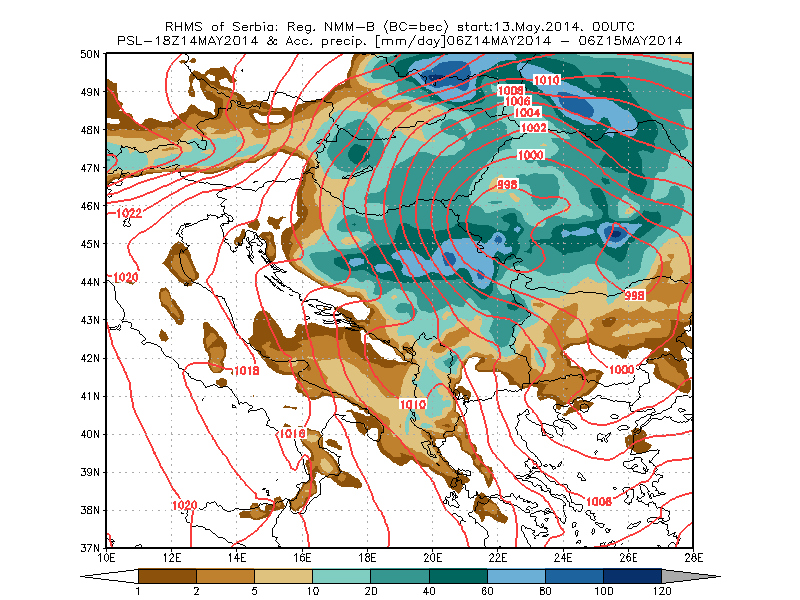 RHMS of Serbia: Reg. NMM-B (BC=bec) start:13.May.2014. 00UTC
PSL-18Z14MAY2014 & Acc. precip. [mm/day]06Z14MAY2014 - 06Z15MAY2014
50N
49N
48N
47N
46N
45N
44N
43N
42N
41N
40N
39N
38N
37N
1010
1008
1006
1004
1002
1000
998
1022
1020
998
1018
1000
1010
1016
1020
1006
10E 12E 14E 16E 18E 20E 22E 24E 26E 28E
1 2 5 10 20 40 60 80 100 120